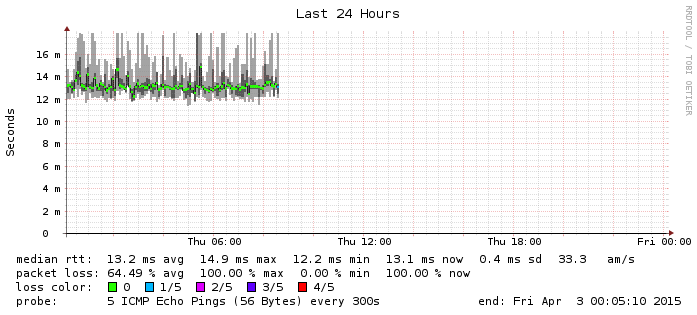 Last 24 Hours
RRDTOOL / TOBI OETIKER
Seconds
16 m
14 m
12 m
10 m
8 m
6 m
4 m
2 m
0
Thu 06:00 Thu 12:00 Thu 18:00 Fri 00:00
median rtt: 13.2 ms avg 14.9 ms max 12.2 ms min 13.1 ms now 0.4 ms sd 33.3 am/s
packet loss: 64.49 % avg 100.00 % max 0.00 % min 100.00 % now
loss color: 0 1/5 2/5 3/5 4/5
probe: 5 ICMP Echo Pings (56 Bytes) every 300s end: Fri Apr 3 00:05:10 2015